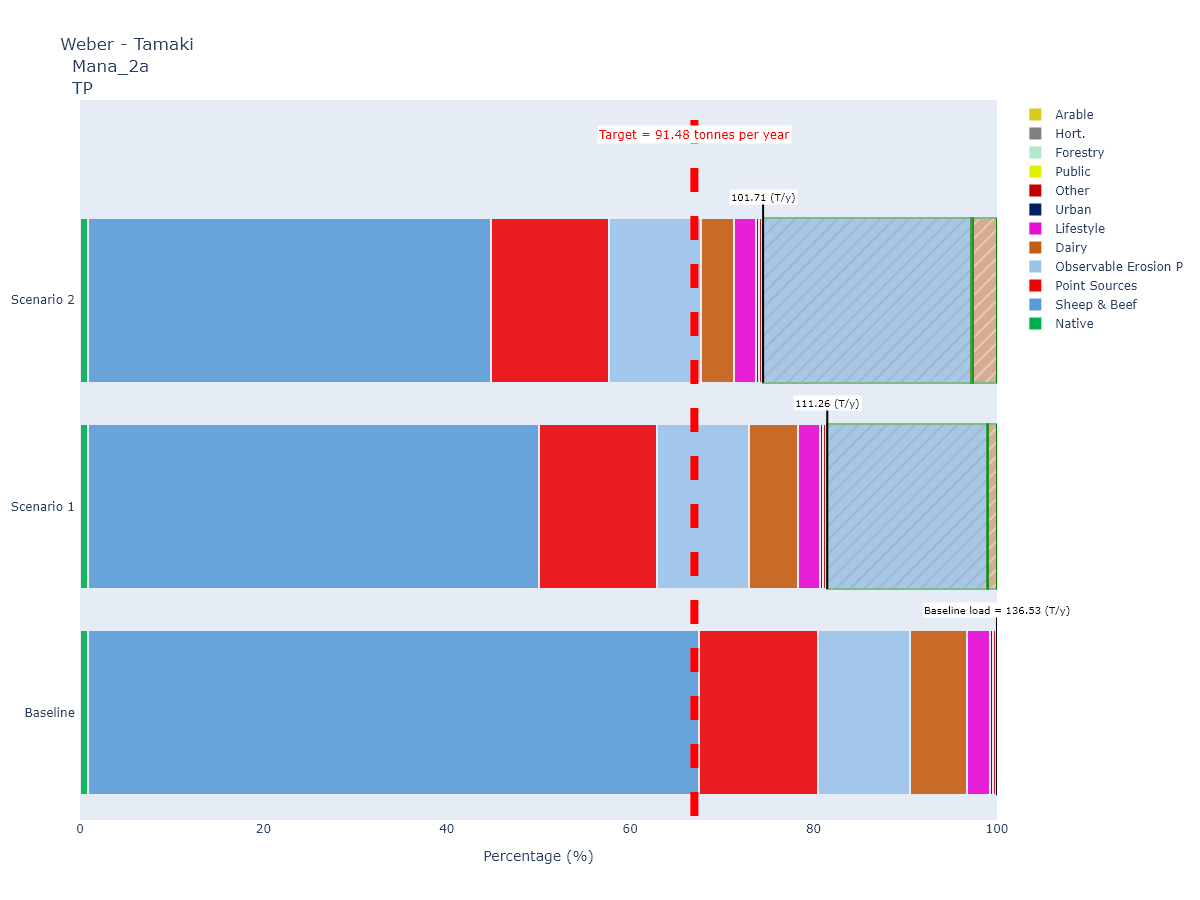 Weber - Tamaki
Mana_2a
TP
Target = 91.48 tonnes per year
101.71 (T/y)
Scenario 2
111.26 (T/y)
Scenario 1
Baseline load = 136.53 (T/y)
Baseline
0 20 40 60 80 100
Percentage (%)
Arable
Hort.
Forestry
Public
Other
Urban
Lifestyle
Dairy
Observable Erosion P
Point Sources
Sheep & Beef
Native